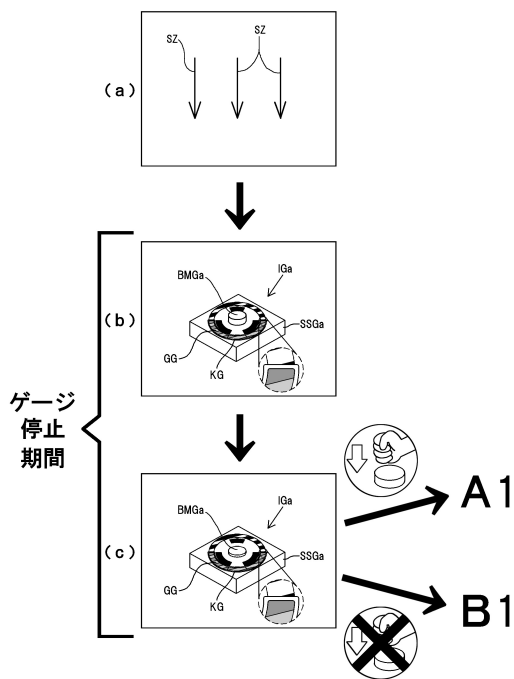 SZ
SZ
(a)
BMGa
IGa
(b)
SSGa
GG
KG
ゲージ
停止
期間
BMGa
IGa
A1
(c)
SSGa
GG
KG
B1